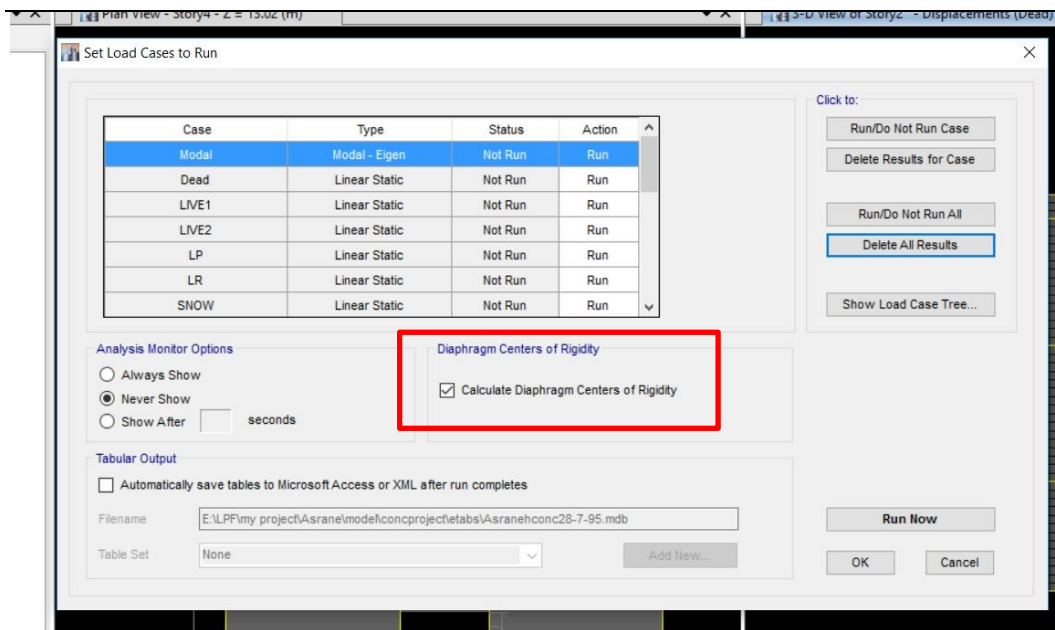 Plan View - Story4 - Z = 13.02 (m)
3-D View of Story2 - Displacements (Dead)
Set Load Cases to Run
Click to:
Case Type Status Action
Modal Modal - Eigen Not Run Run
Dead Linear Static Not Run Run
LIVE1 Linear Static Not Run Run
LIVE2 Linear Static Not Run Run
LP Linear Static Not Run Run
LR Linear Static Not Run Run
SNOW Linear Static Not Run Run
Run/Do Not Run Case
Delete Results for Case
Run/Do Not Run All
Delete All Results
Show Load Case Tree...
Analysis Monitor Options
Always Show
Never Show
Show After seconds
Diaphragm Centers of Rigidity
Calculate Diaphragm Centers of Rigidity
Tabular Output
Automatically save tables to Microsoft Access or XML after run completes
Filename E:\LPF\my project\Asrane\model\concproject\etabs\Asranehconc28-7-95.mdb
Table Set None Add New...
Run Now
OK Cancel